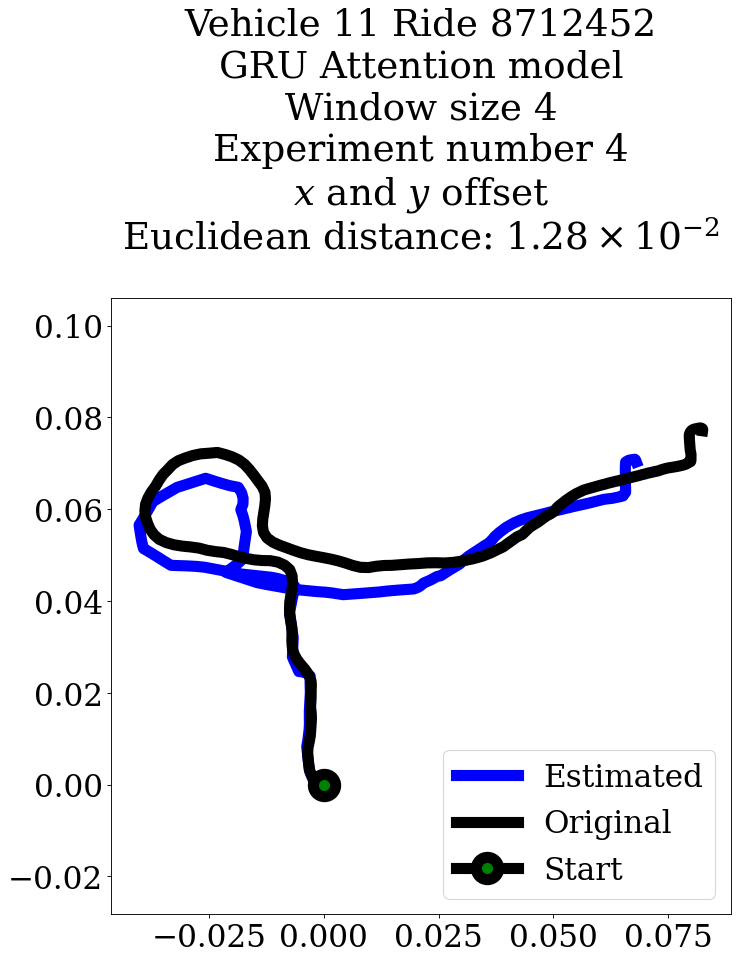 Vehicle 11 Ride 8712452
GRU Attention model
Window size 4
Experiment number 4
x and y offset
Euclidean distance: 1.28 × 10⁻²
0.10
0.08
0.06
0.04
0.02
0.00
−0.02
Estimated
Original
Start
−0.025 0.000 0.025 0.050 0.075